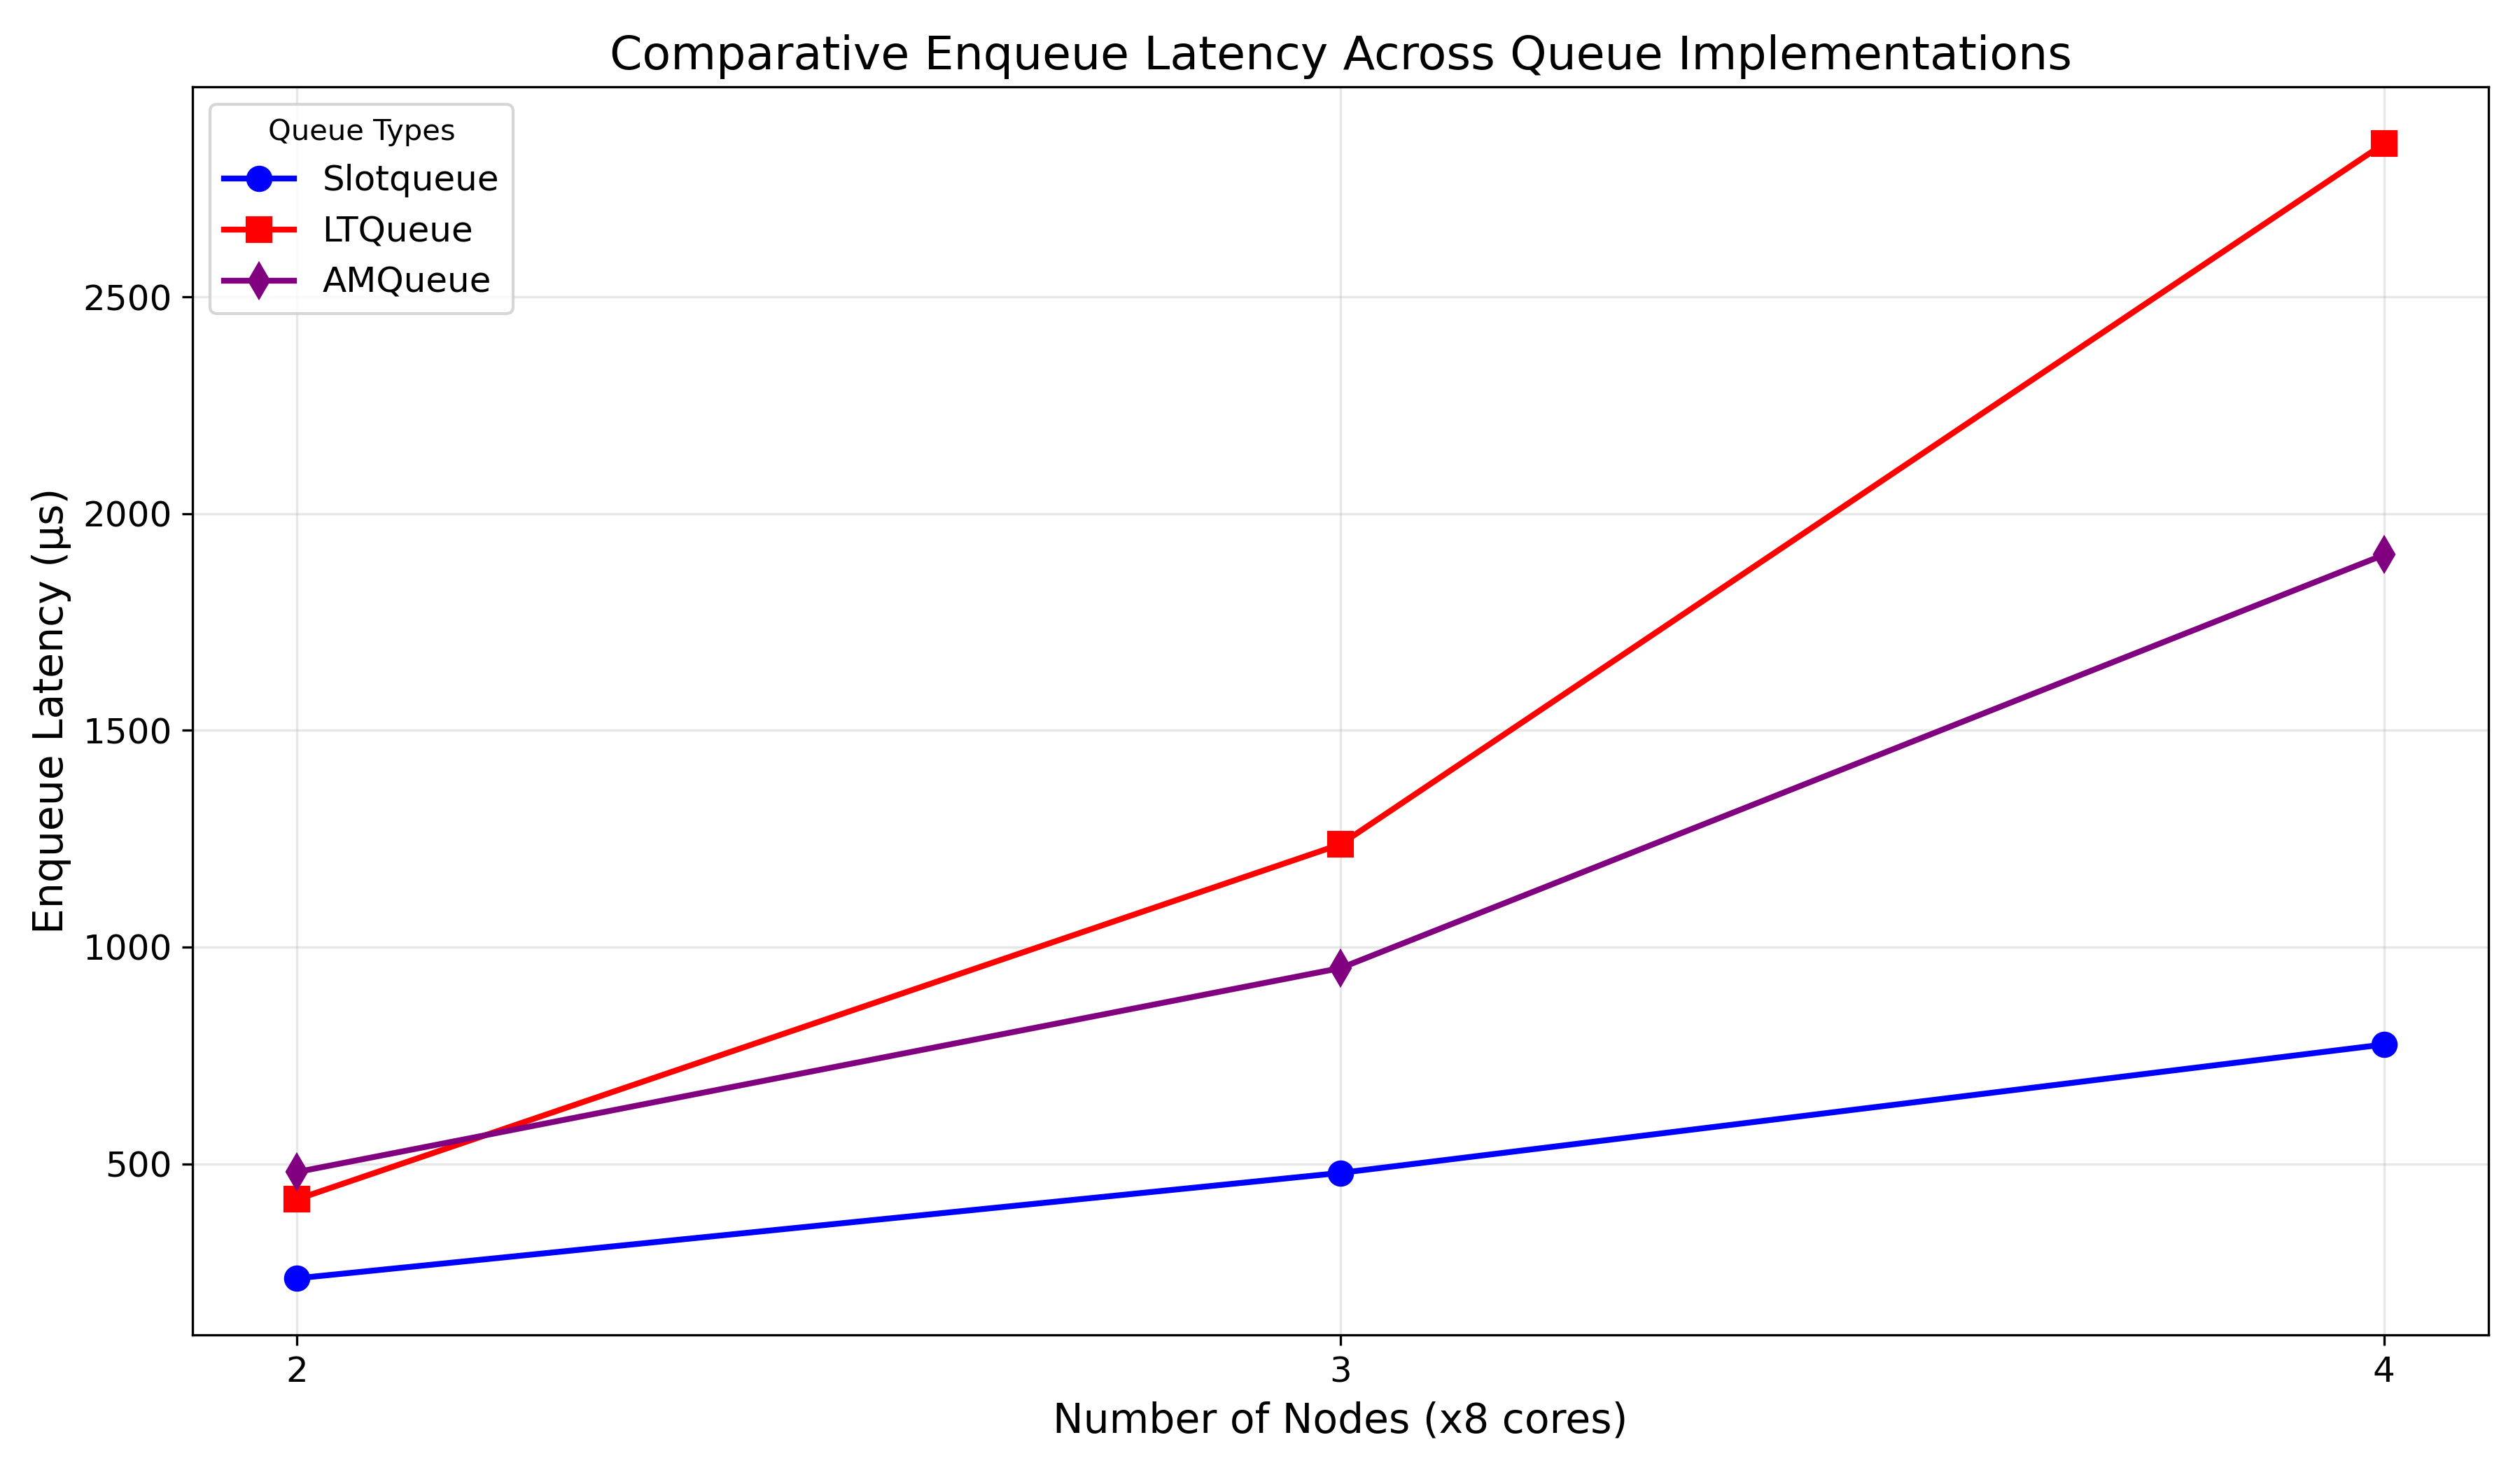 Comparative Enqueue Latency Across Queue Implementations
Queue Types
Slotqueue
LTQueue
AMQueue
Enqueue Latency (μs)
2500
2000
1500
1000
500
2
3
4
Number of Nodes (x8 cores)